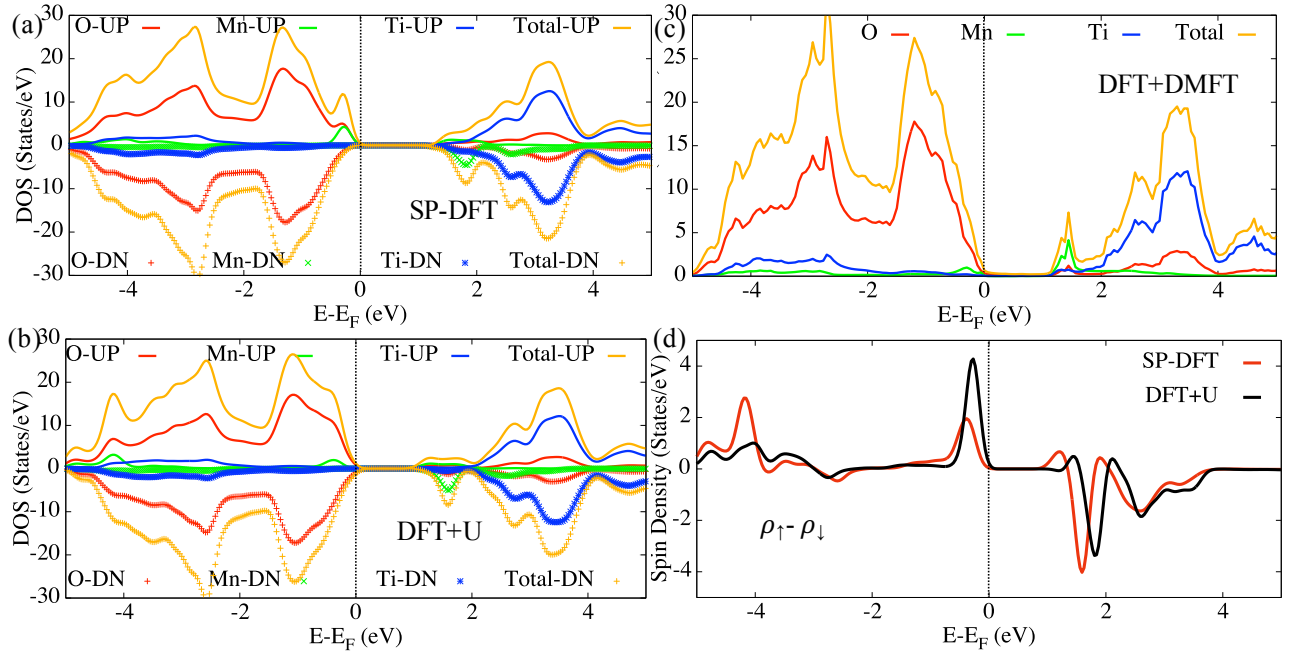 (a)
O-UP Mn-UP Ti-UP Total-UP
30
20
10
0
-10
-20
-30
DOS (States/eV)
SP-DFT
O-DN Mn-DN Ti-DN Total-DN
-4 -2 0 2 4
E-E_F (eV)
(b)
O-UP Mn-UP Ti-UP Total-UP
30
20
10
0
-10
-20
-30
DOS (States/eV)
DFT+U
O-DN Mn-DN Ti-DN Total-DN
-4 -2 0 2 4
E-E_F (eV)
(c)
O Mn Ti Total
DFT+DMFT
30
25
20
15
10
5
0
-4 -2 0 2 4
E-E_F (eV)
(d)
SP-DFT
DFT+U
4
2
0
-2
-4
Spin Density (States/eV)
ρ↑- ρ↓
-4 -2 0 2 4
E-E_F (eV)